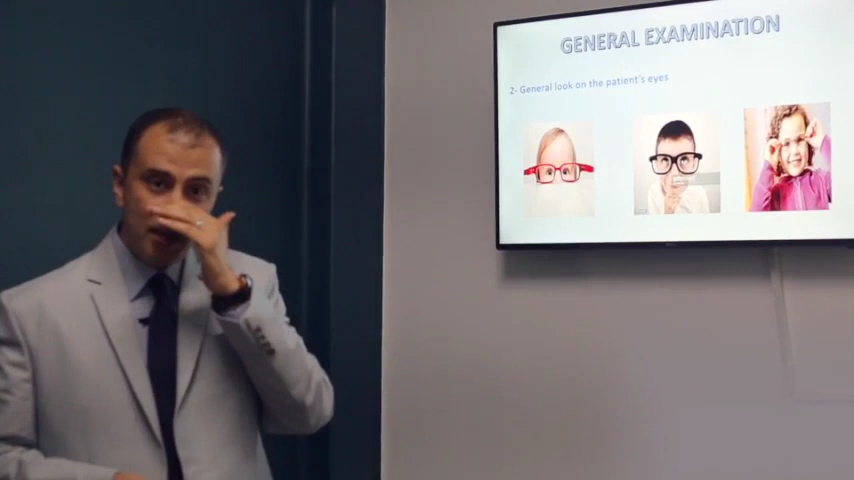 GENERAL EXAMINATION
2- General look on the patient's eyes